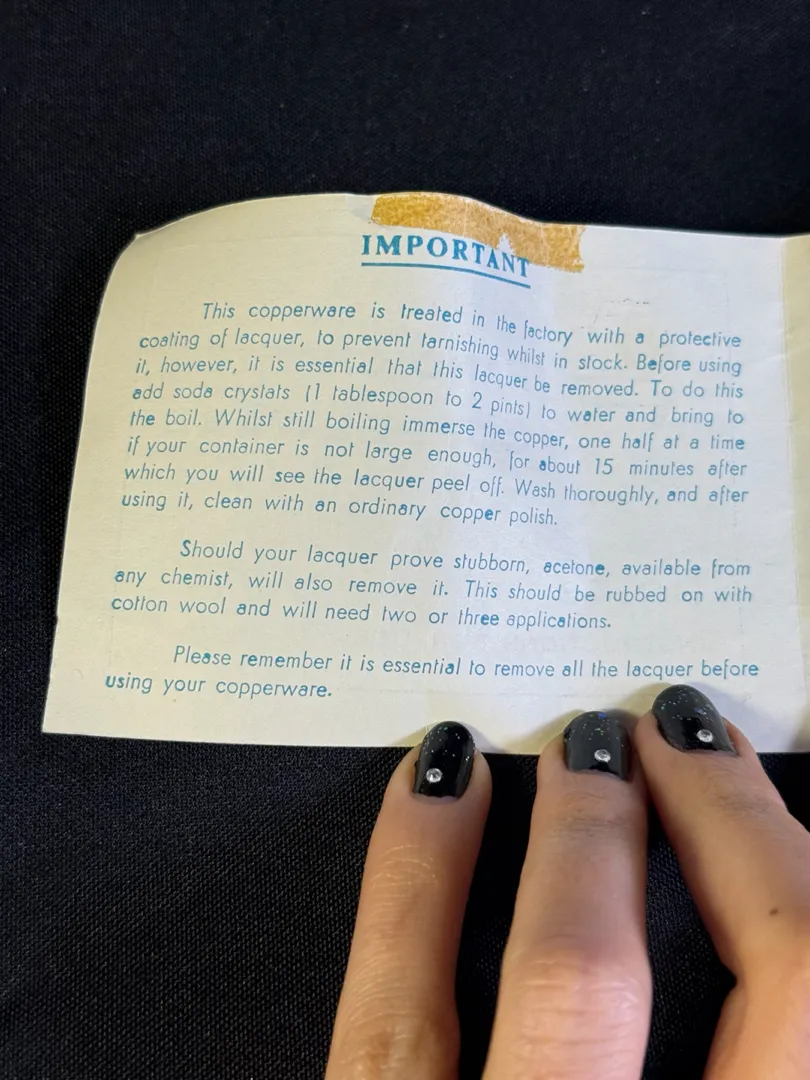 IMPORTANT
This copperware is treated in the factory with a protective
coating of lacquer, to prevent tarnishing whilst in stock. Before using
it, however, it is essential that this lacquer be removed. To do this
add soda crystats (1 tablespoon to 2 pints) to water and bring to
the boil. Whilst still boiling immerse the copper, one half at a time
if your container is not large enough, for about 15 minutes after
which you will see the lacquer peel off. Wash thoroughly, and after
using it, clean with an ordinary copper polish.
Should your lacquer prove stubborn, acetone, available from
any chemist, will also remove it. This should be rubbed on with
cotton wool and will need two or three applications.
Please remember it is essential to remove all the lacquer before
using your copperware.